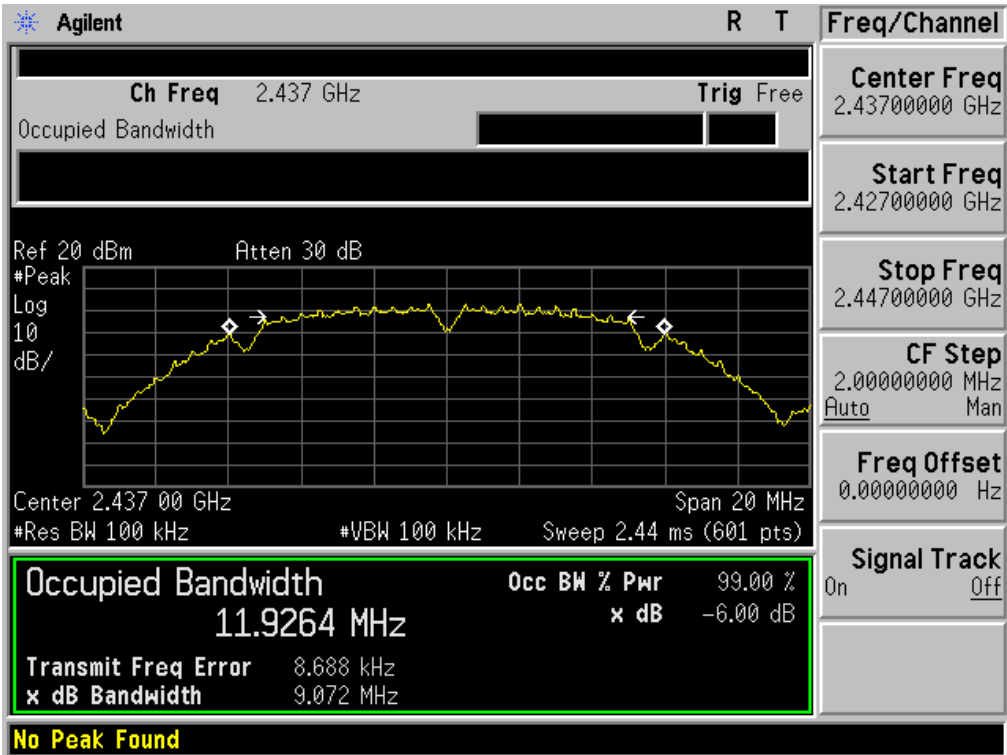 Agilent R T
Ch Freq 2.437 GHz Trig Free
Occupied Bandwidth
Ref 20 dBm Atten 30 dB
#Peak
Log
10
dB/
Center 2.437 00 GHz Span 20 MHz
#Res BW 100 kHz #VBW 100 kHz Sweep 2.44 ms (601 pts)
Occupied Bandwidth Occ BW % Pwr 99.00 %
11.9264 MHz x dB -6.00 dB
Transmit Freq Error 8.688 kHz
x dB Bandwidth 9.072 MHz
No Peak Found
Freq/Channel
Center Freq
2.43700000 GHz
Start Freq
2.42700000 GHz
Stop Freq
2.44700000 GHz
CF Step
2.00000000 MHz
Auto Man
Freq Offset
0.00000000 Hz
Signal Track
On Off